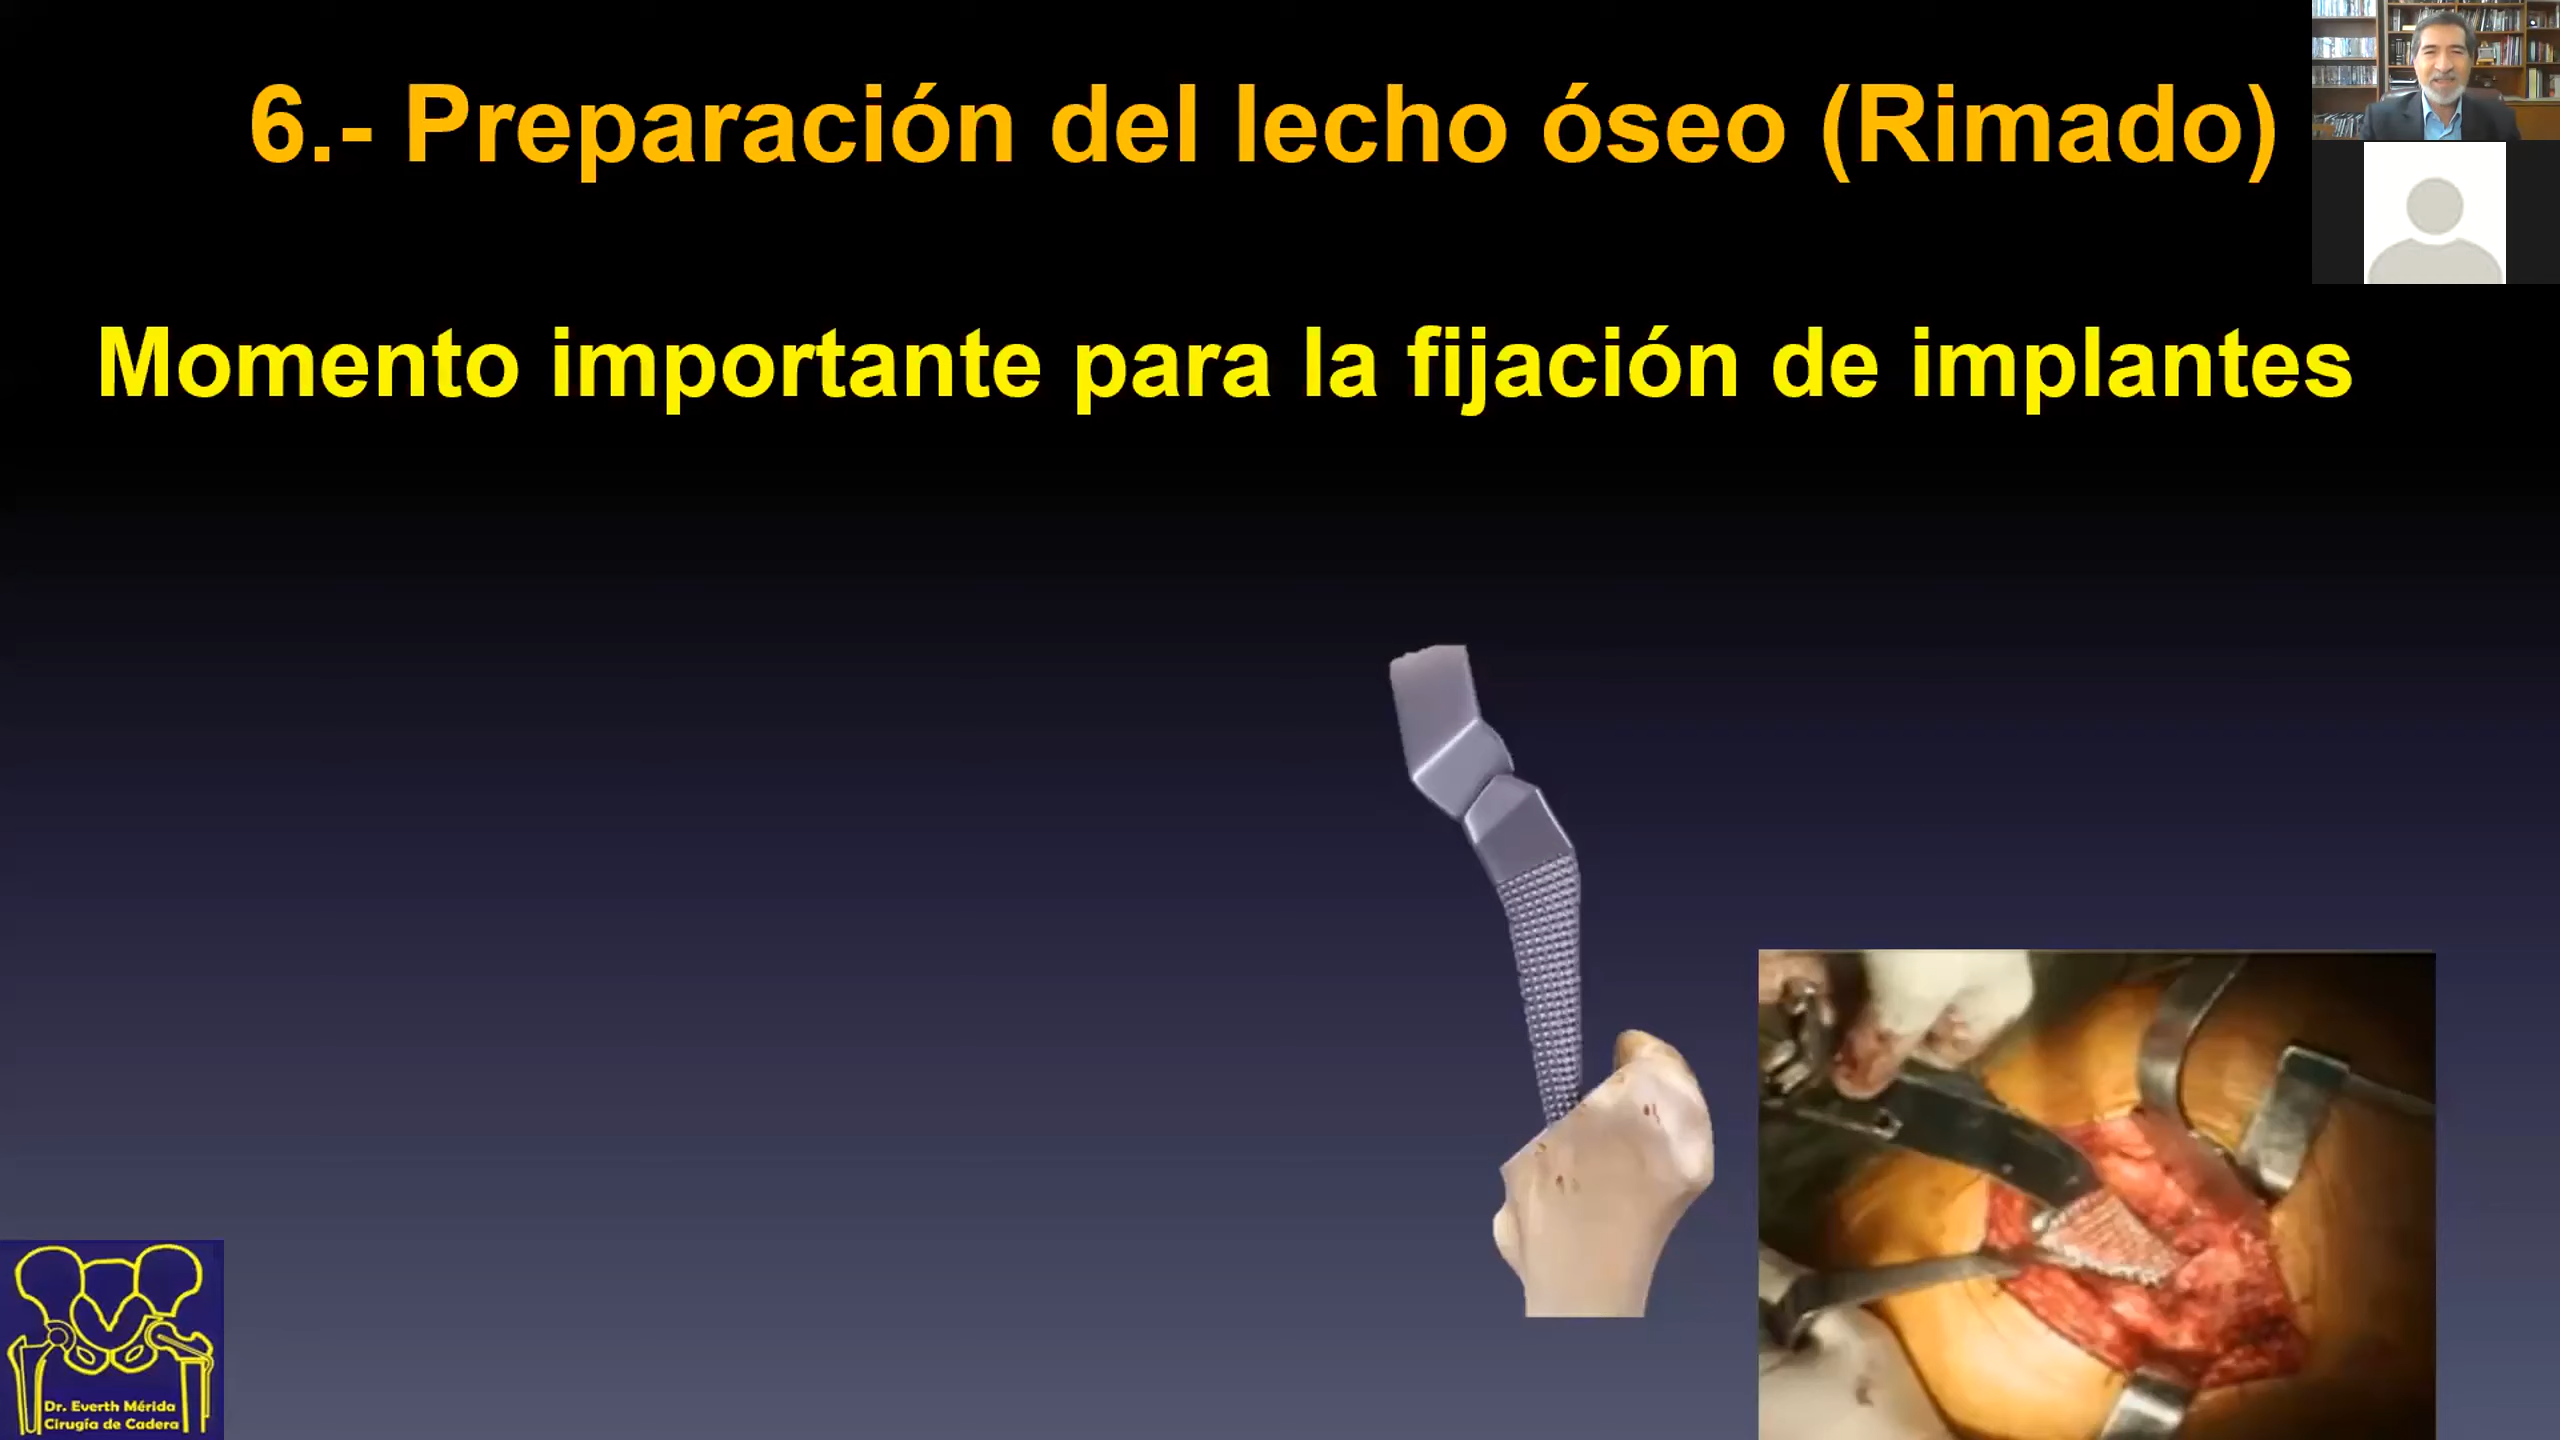 6.- Preparación del lecho óseo (Rimado)
Momento importante para la fijación de implantes
Dr. Everth Mérida
Cirugía de Cadera